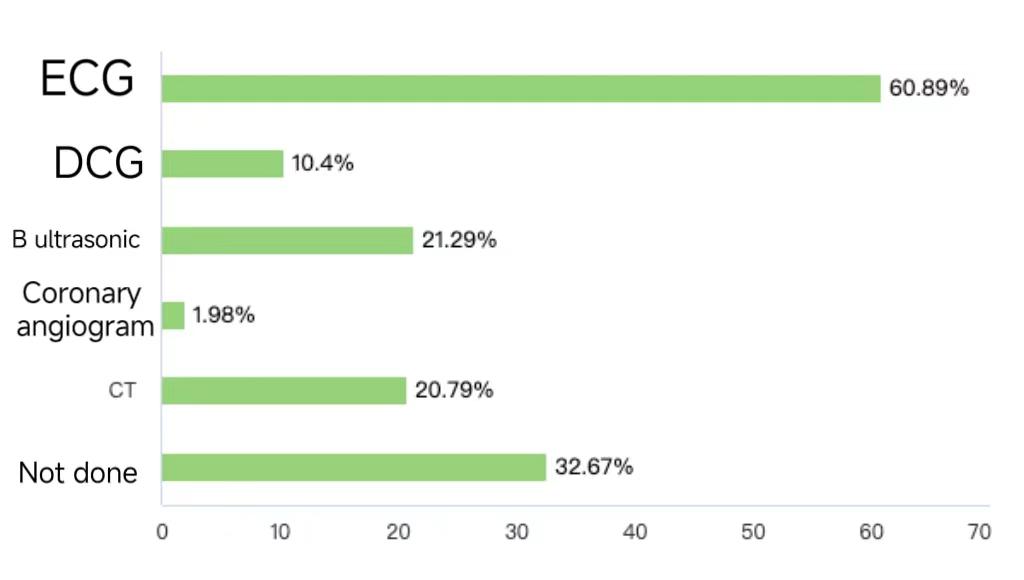 ECG
60.89%
DCG
10.4%
B ultrasonic
21.29%
Coronary
angiogram
1.98%
CT
20.79%
Not done
32.67%
0 10 20 30 40 50 60 70